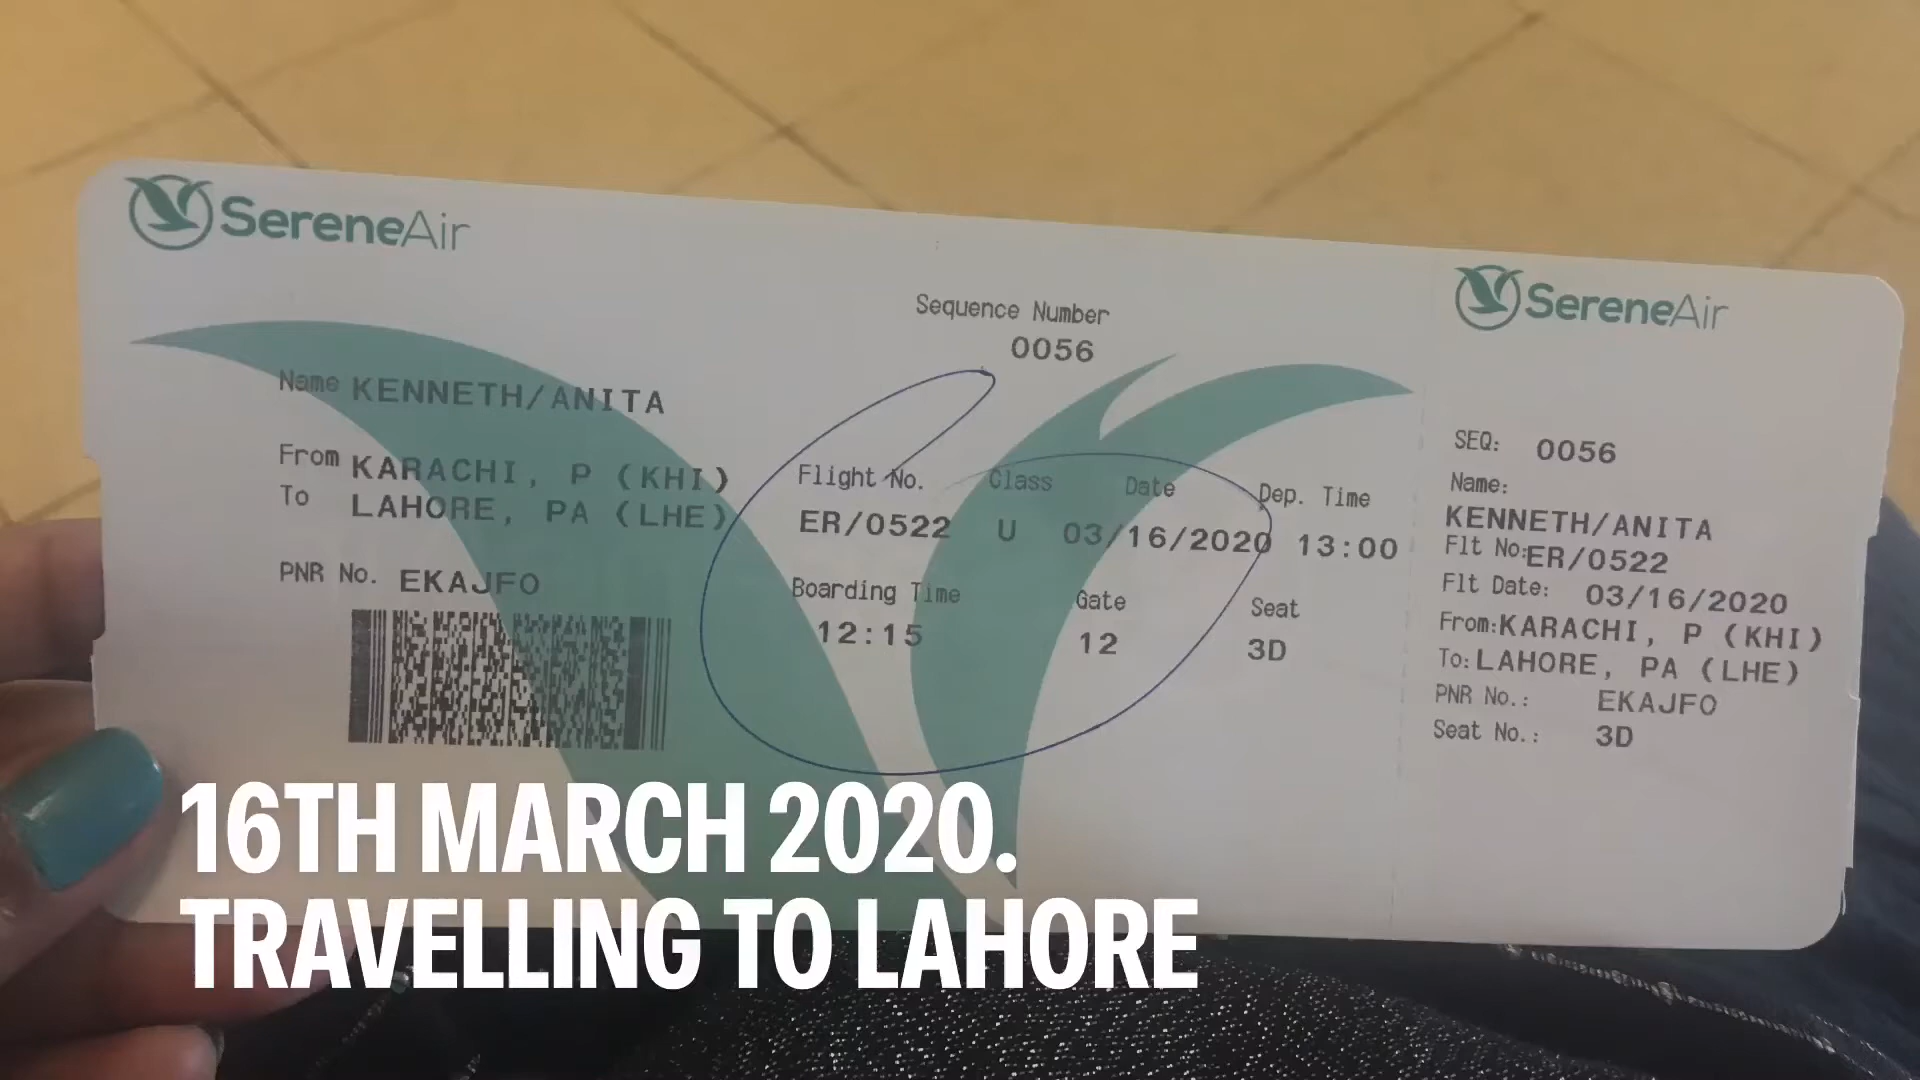 SereneAir
Sequence Number
0056
Name KENNETH/ANITA
From KARACHI, P (KHI)
To LAHORE, PA (LHE)
PNR No. EKAJFO
Flight No. Class Date Dep. Time
ER/0522 U 03/16/2020 13:00
Boarding Time Gate Seat
12:15 12 3D
SereneAir
SEQ: 0056
Name:
KENNETH/ANITA
Flt No:ER/0522
Flt Date: 03/16/2020
From:KARACHI, P (KHI)
To:LAHORE, PA (LHE)
PNR No.: EKAJFO
Seat No.: 3D
16TH MARCH 2020.
TRAVELLING TO LAHORE